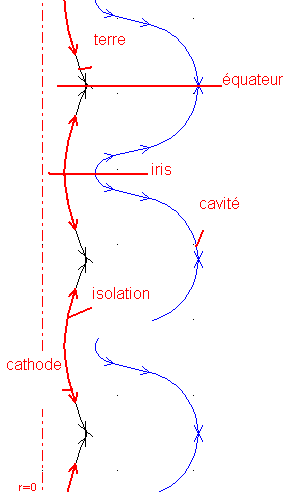 terre
équateur
iris
cavité
isolation
cathode
r=0